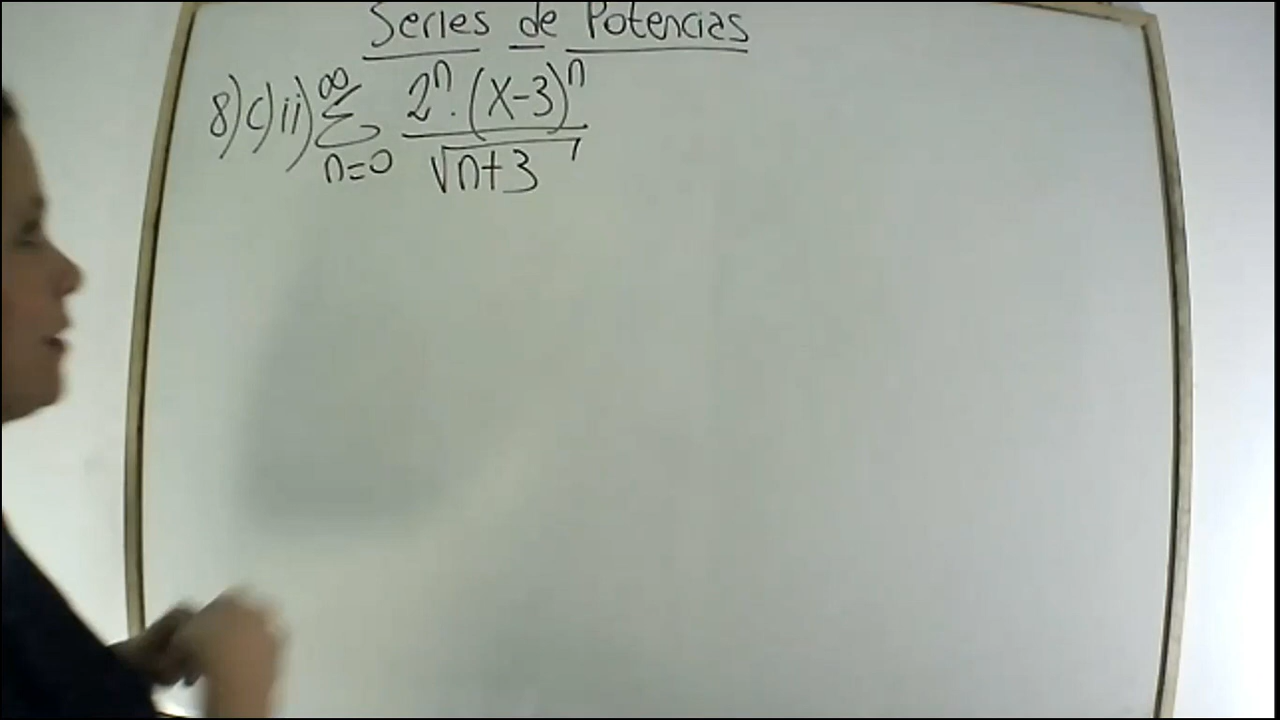 Series de Potencias
8)c)ii) ∞ Σ n=0 2^n · (x-3)^n / √n+3